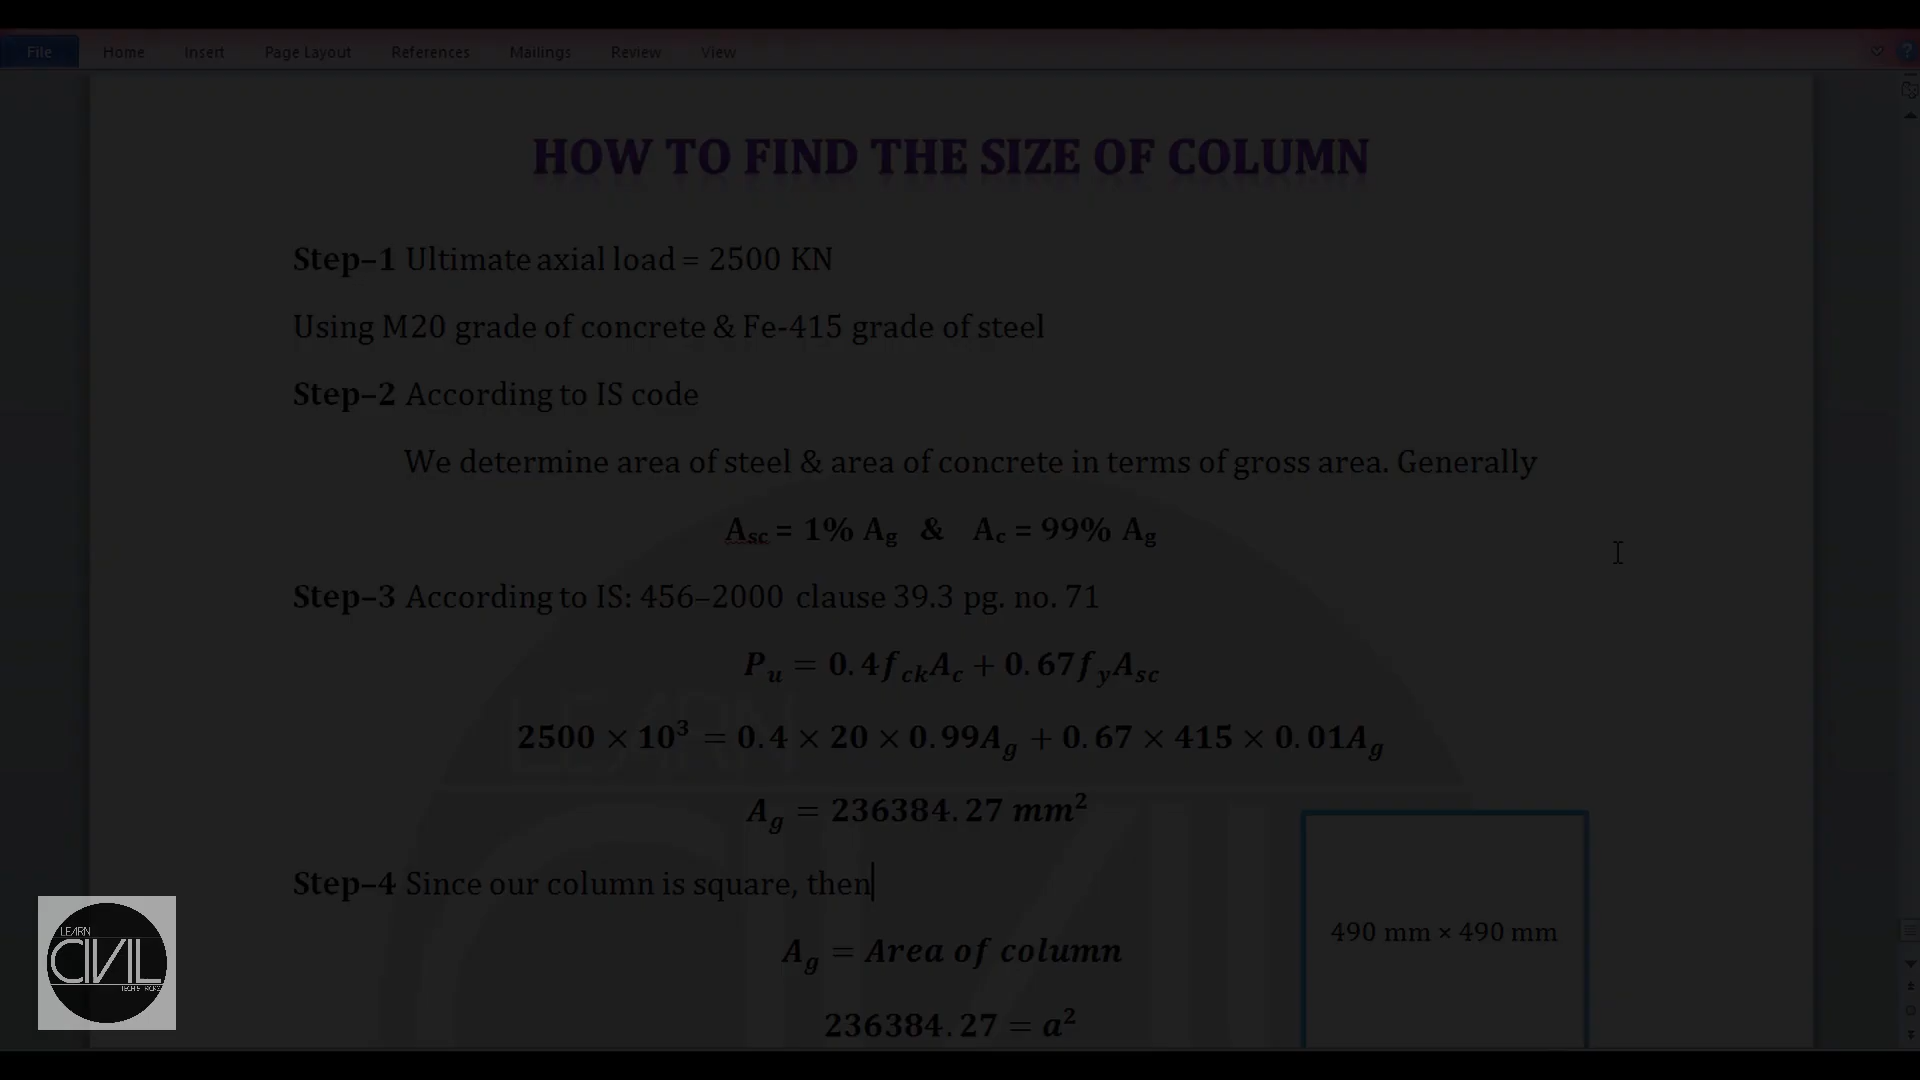 File Home Insert Page Layout References Mailings Review View
HOW TO FIND THE SIZE OF COLUMN
Step–1 Ultimate axial load = 2500 KN
Using M20 grade of concrete & Fe-415 grade of steel
Step–2 According to IS code
We determine area of steel & area of concrete in terms of gross area. Generally
Asc = 1% Ag & Ac = 99% Ag
Step–3 According to IS: 456–2000 clause 39.3 pg. no. 71
Pu = 0.4fckAc + 0.67fyAsc
LEARN
2500 × 10³ = 0.4 × 20 × 0.99Ag + 0.67 × 415 × 0.01Ag
Ag = 236384.27 mm²
Step–4 Since our column is square, then
CIVIL
490 mm × 490 mm
Ag = Area of column
236384.27 = a²
LEARN
CIVIL